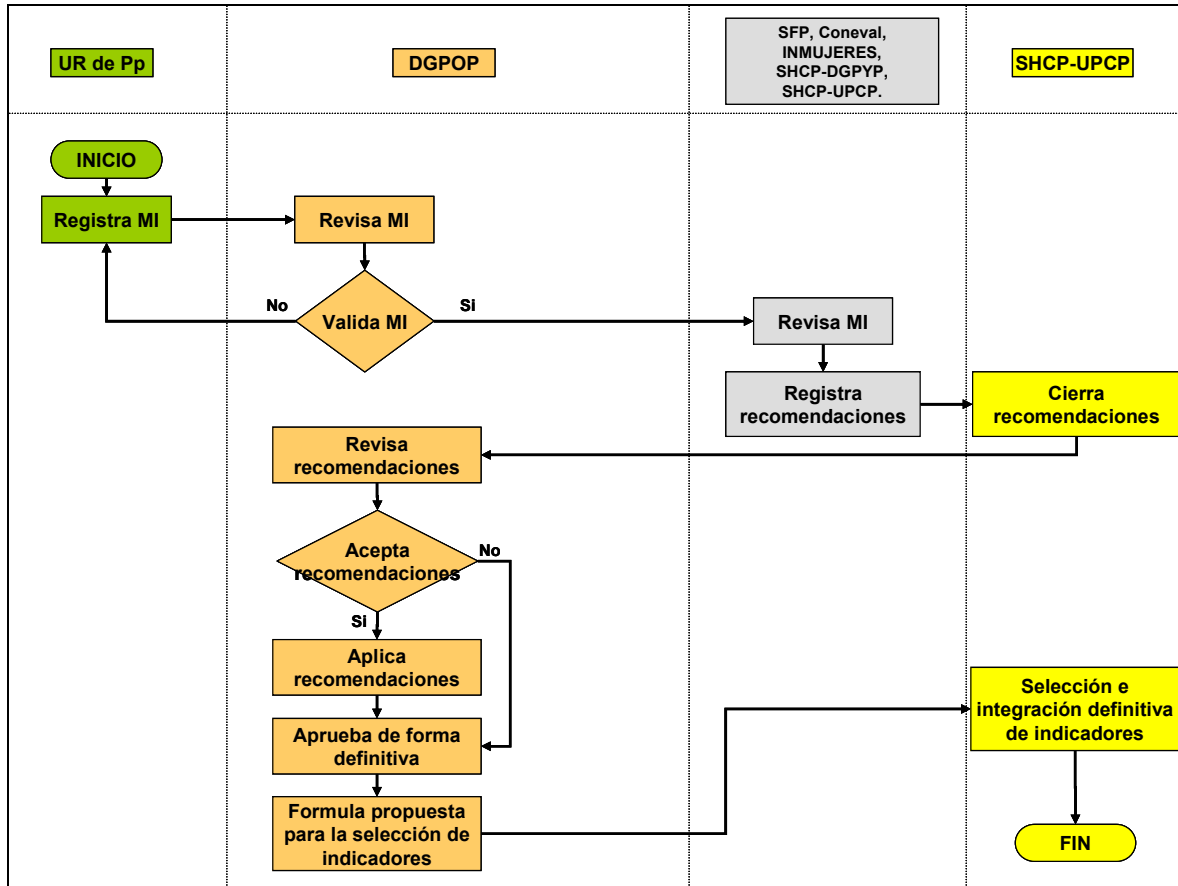 UR de Pp
DGPOP
SFP, Coneval,
INMUJERES,
SHCP-DGPYP,
SHCP-UPCP.
SHCP-UPCP
INICIO
Registra MI
Revisa MI
No
Valida MI
Si
Revisa MI
Registra
recomendaciones
Cierra
recomendaciones
Revisa
recomendaciones
Acepta
recomendaciones
No
Si
Aplica
recomendaciones
Aprueba de forma
definitiva
Formula propuesta
para la selección de
indicadores
Selección e
integración definitiva
de indicadores
FIN